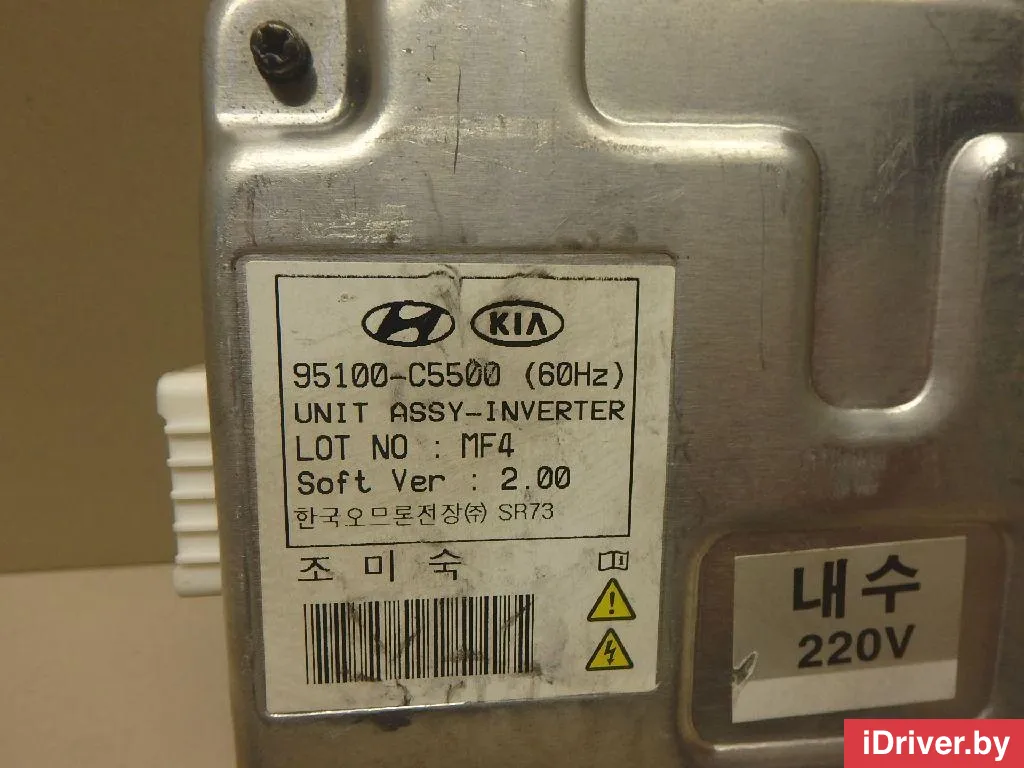 KIA
95100-C5500 (60Hz)
UNIT ASSY-INVERTER
LOT NO : MF4
Soft Ver : 2.00
한국오므론전장㈜ SR73
조 미 숙
내수
220V
iDriver.by